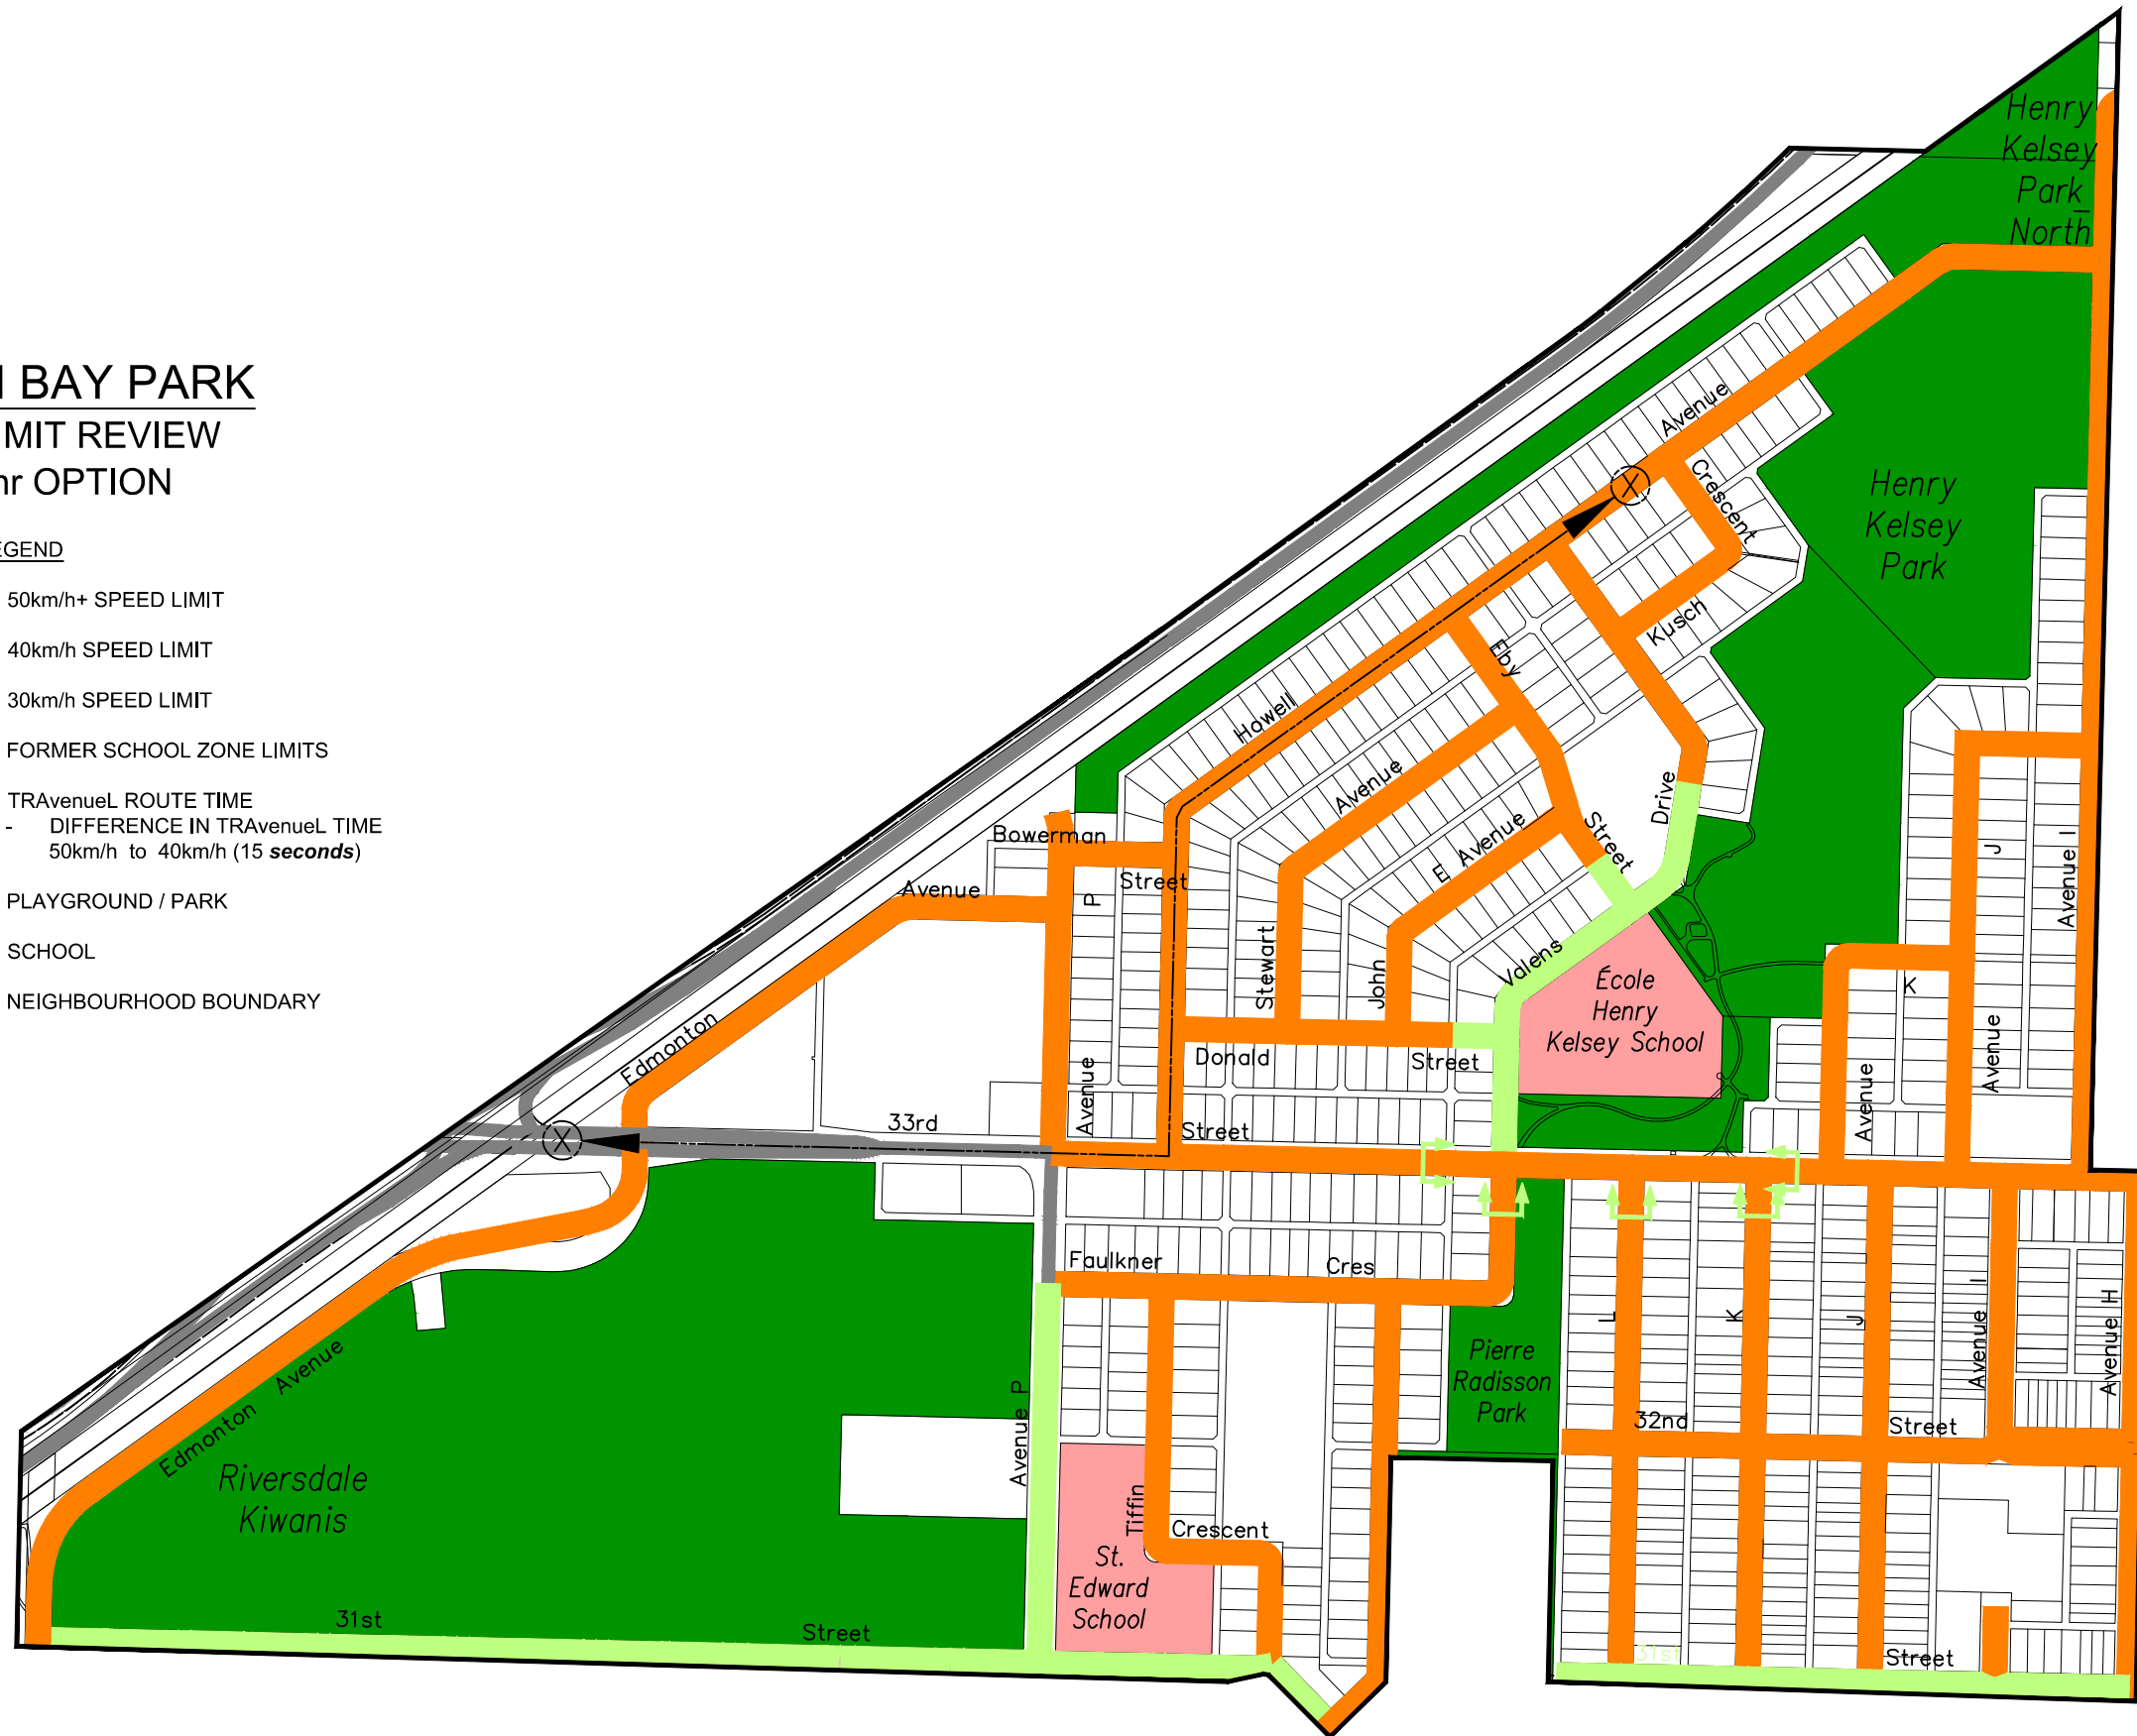 BAY PARK
MIT REVIEW
hr OPTION
EGEND
50km/h+ SPEED LIMIT
40km/h SPEED LIMIT
30km/h SPEED LIMIT
FORMER SCHOOL ZONE LIMITS
TRAvenueL ROUTE TIME
- DIFFERENCE IN TRAvenueL TIME
50km/h to 40km/h (15 seconds)
PLAYGROUND / PARK
SCHOOL
NEIGHBOURHOOD BOUNDARY
Henry
Kelsey
Park
North
Avenue
X
Crescent
Henry
Kelsey
Park
Kusch
Eby
Howell
Avenue
Drive
Bowerman
Street
Avenue
P
E Avenue
Street
J
Avenue I
Stewart
John
Valens
École
Henry
Kelsey School
K
Edmonton
Avenue
Donald
Street
Avenue
Avenue
33rd
Street
X
Faulkner
Cres
L
K
J
Avenue I
Avenue H
Pierre
Radisson
Park
Avenue
Edmonton
Avenue P
32nd
Street
Riversdale
Kiwanis
Tiffin
Crescent
St.
Edward
School
31st
Street
31st
Street